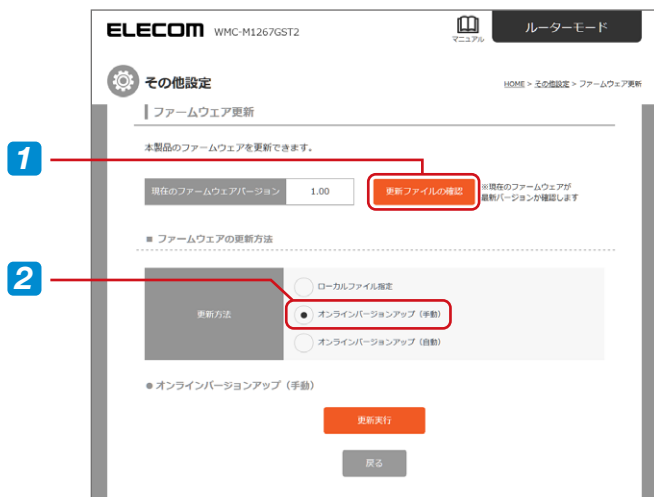 ELECOM WMC-M1267GST2
マニュアル
ルーターモード
その他設定
HOME > その他設定 > ファームウェア更新
ファームウェア更新
本製品のファームウェアを更新できます。
1
現在のファームウェアバージョン 1.00 更新ファイルの確認
※現在のファームウェアが
最新バージョンか確認します
■ ファームウェアの更新方法
2
更新方法
ローカルファイル指定
オンラインバージョンアップ（手動）
オンラインバージョンアップ（自動）
● オンラインバージョンアップ（手動）
更新実行
戻る